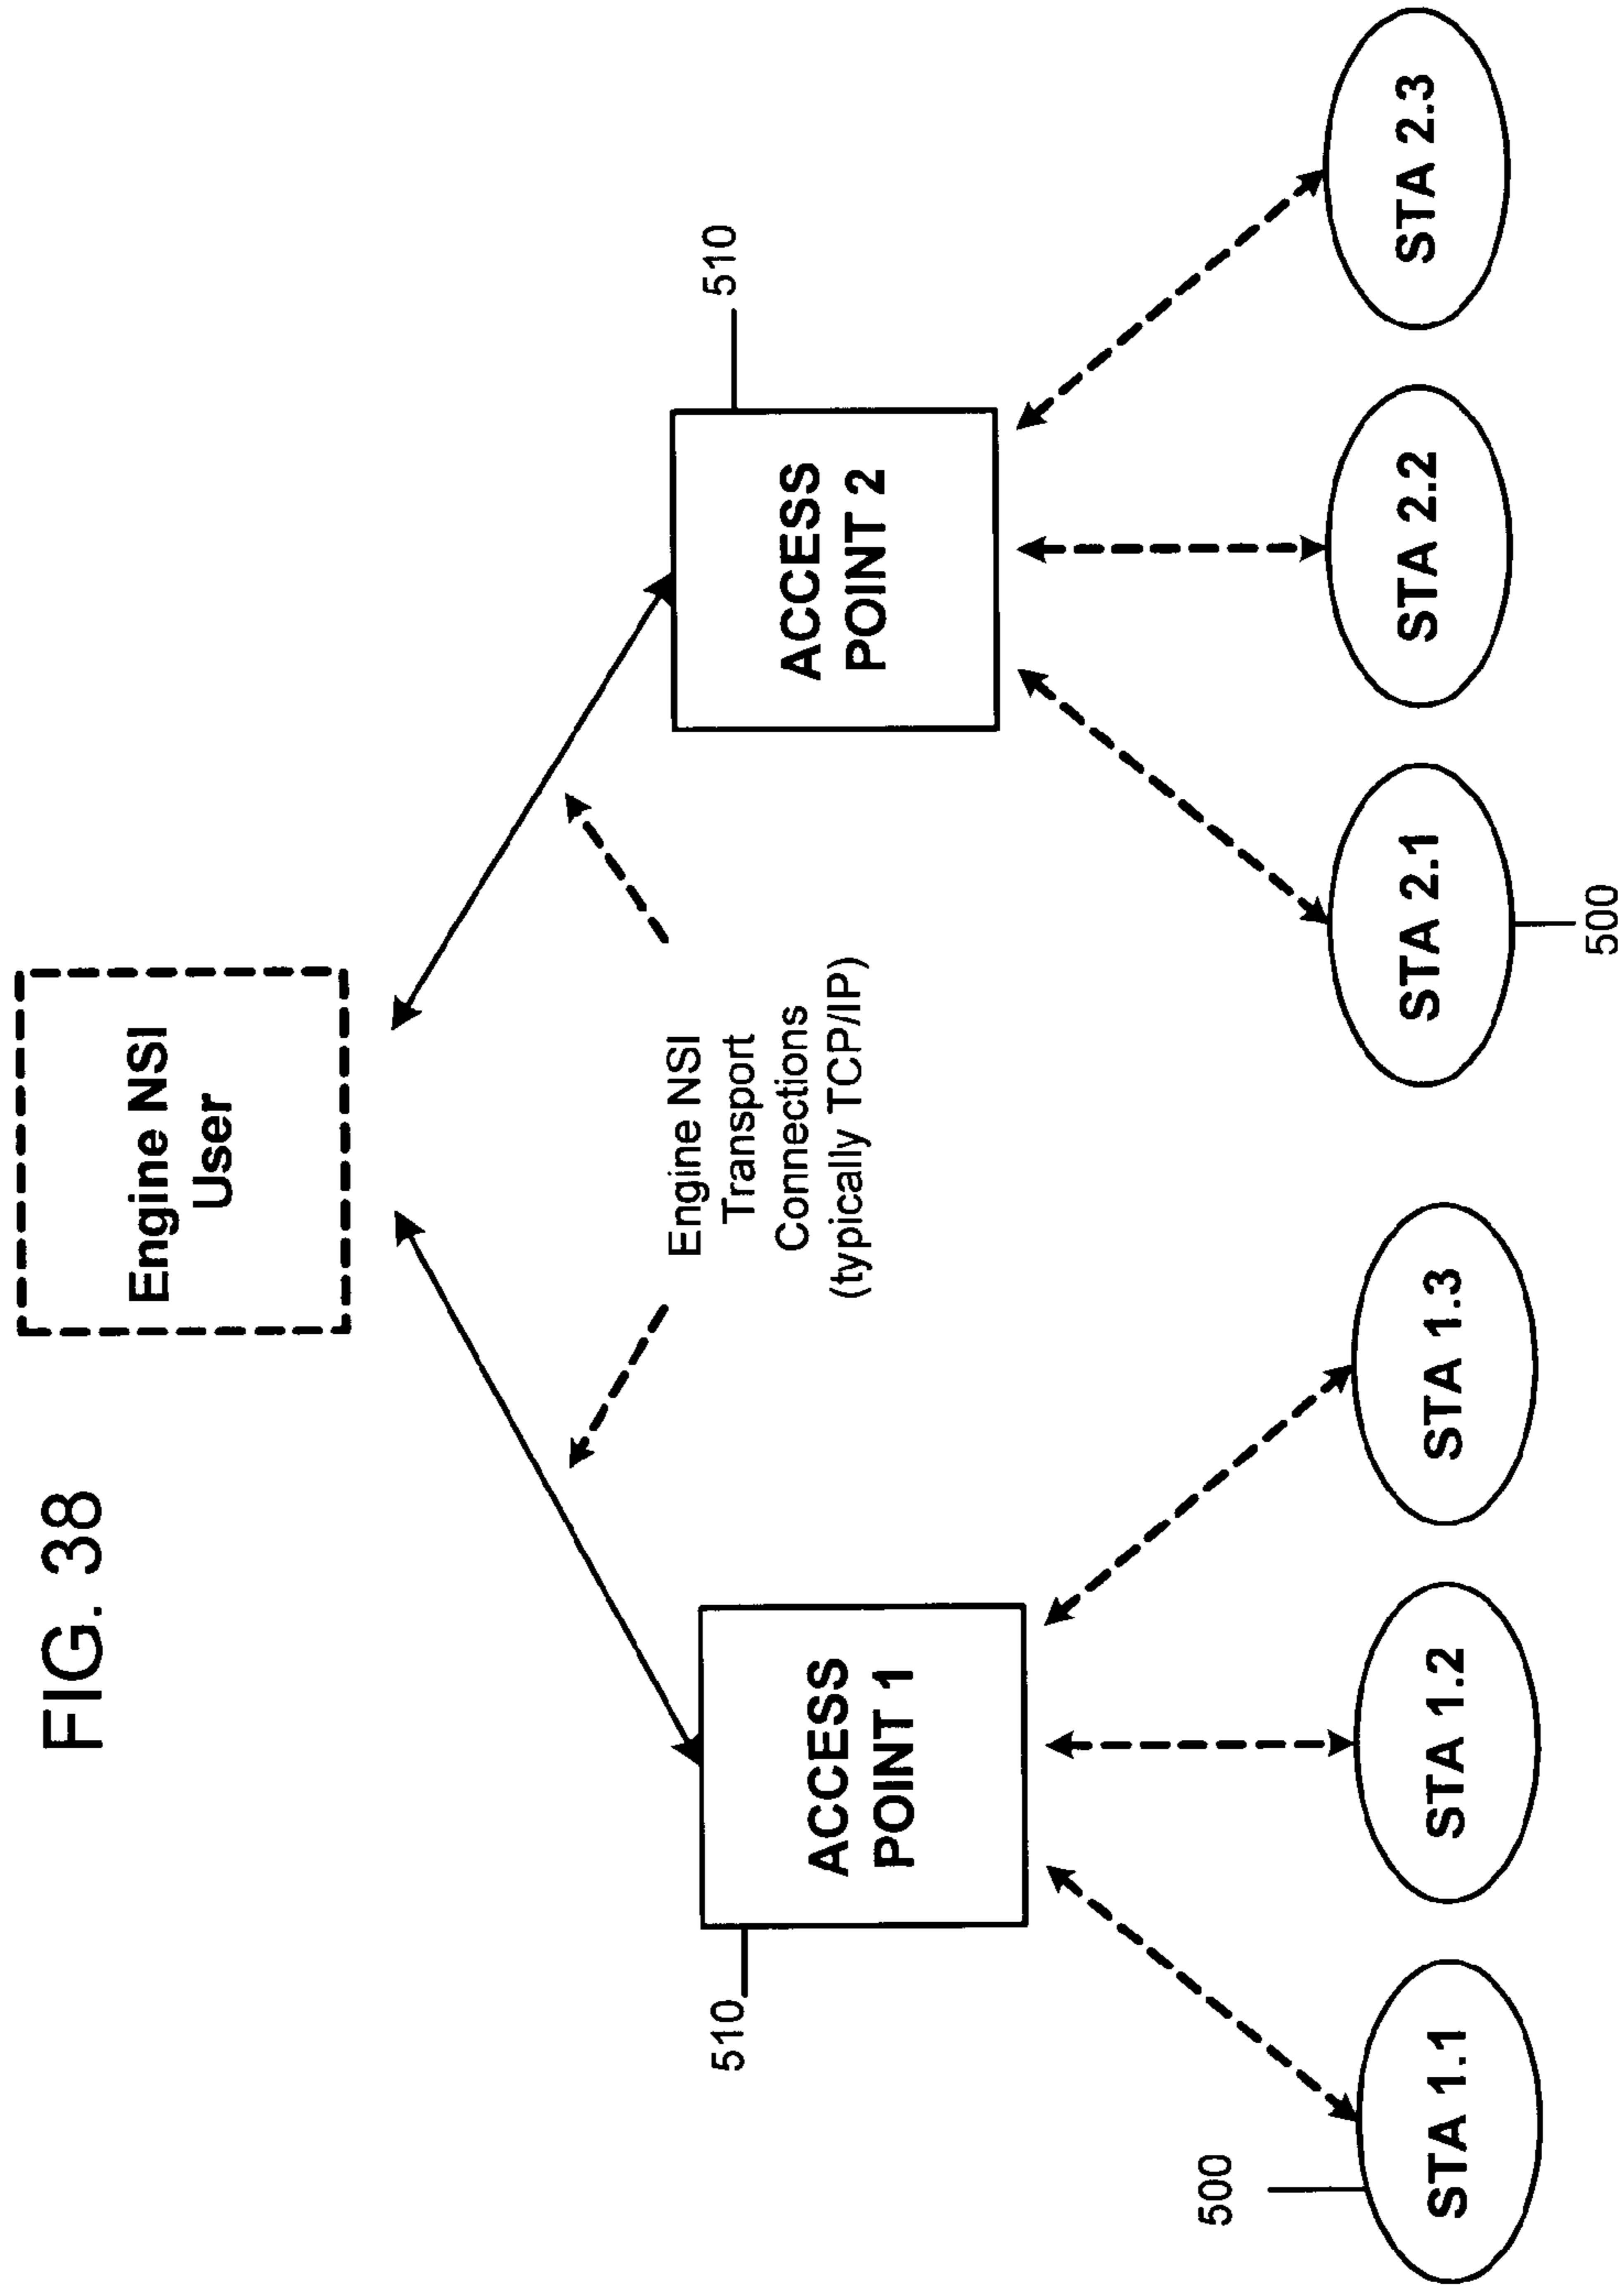 FIG. 38
Engine NSI
User
Engine NSI
Transport
Connections
(typically TCP/IP)
510
ACCESS
POINT 1
510
ACCESS
POINT 2
500
STA 1.1
STA 1.2
STA 1.3
STA 2.1
STA 2.2
STA 2.3
500